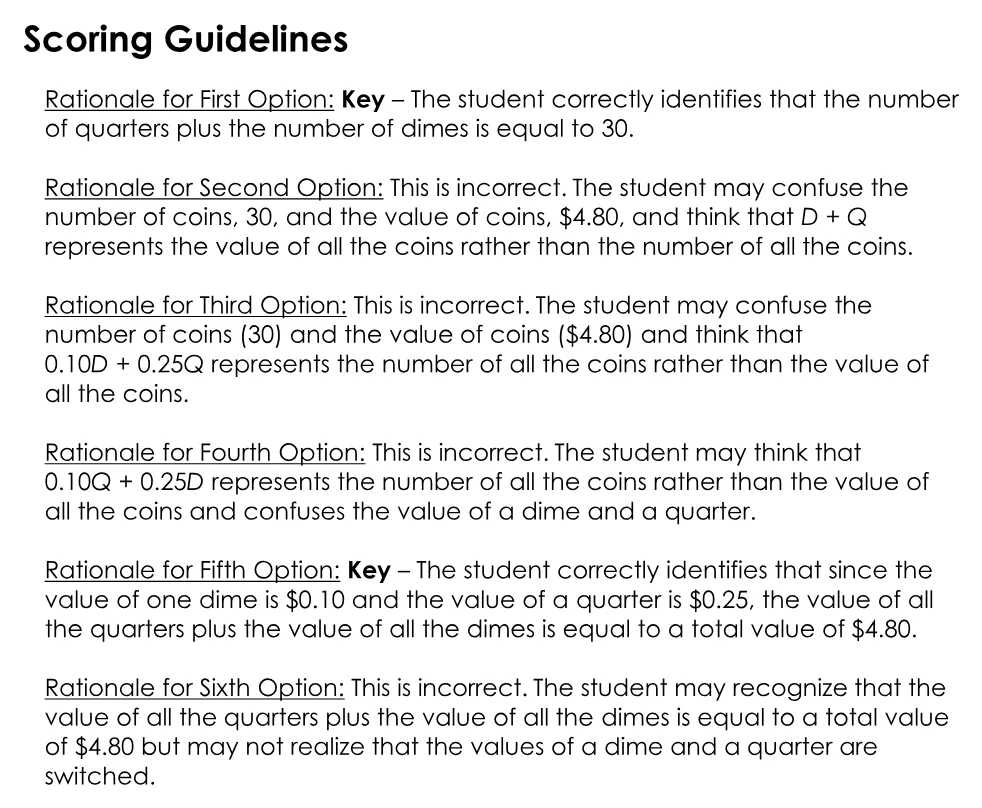 Scoring Guidelines
Rationale for First Option: Key – The student correctly identifies that the number
of quarters plus the number of dimes is equal to 30.
Rationale for Second Option: This is incorrect. The student may confuse the
number of coins, 30, and the value of coins, $4.80, and think that D + Q
represents the value of all the coins rather than the number of all the coins.
Rationale for Third Option: This is incorrect. The student may confuse the
number of coins (30) and the value of coins ($4.80) and think that
0.10D + 0.25Q represents the number of all the coins rather than the value of
all the coins.
Rationale for Fourth Option: This is incorrect. The student may think that
0.10Q + 0.25D represents the number of all the coins rather than the value of
all the coins and confuses the value of a dime and a quarter.
Rationale for Fifth Option: Key – The student correctly identifies that since the
value of one dime is $0.10 and the value of a quarter is $0.25, the value of all
the quarters plus the value of all the dimes is equal to a total value of $4.80.
Rationale for Sixth Option: This is incorrect. The student may recognize that the
value of all the quarters plus the value of all the dimes is equal to a total value
of $4.80 but may not realize that the values of a dime and a quarter are
switched.